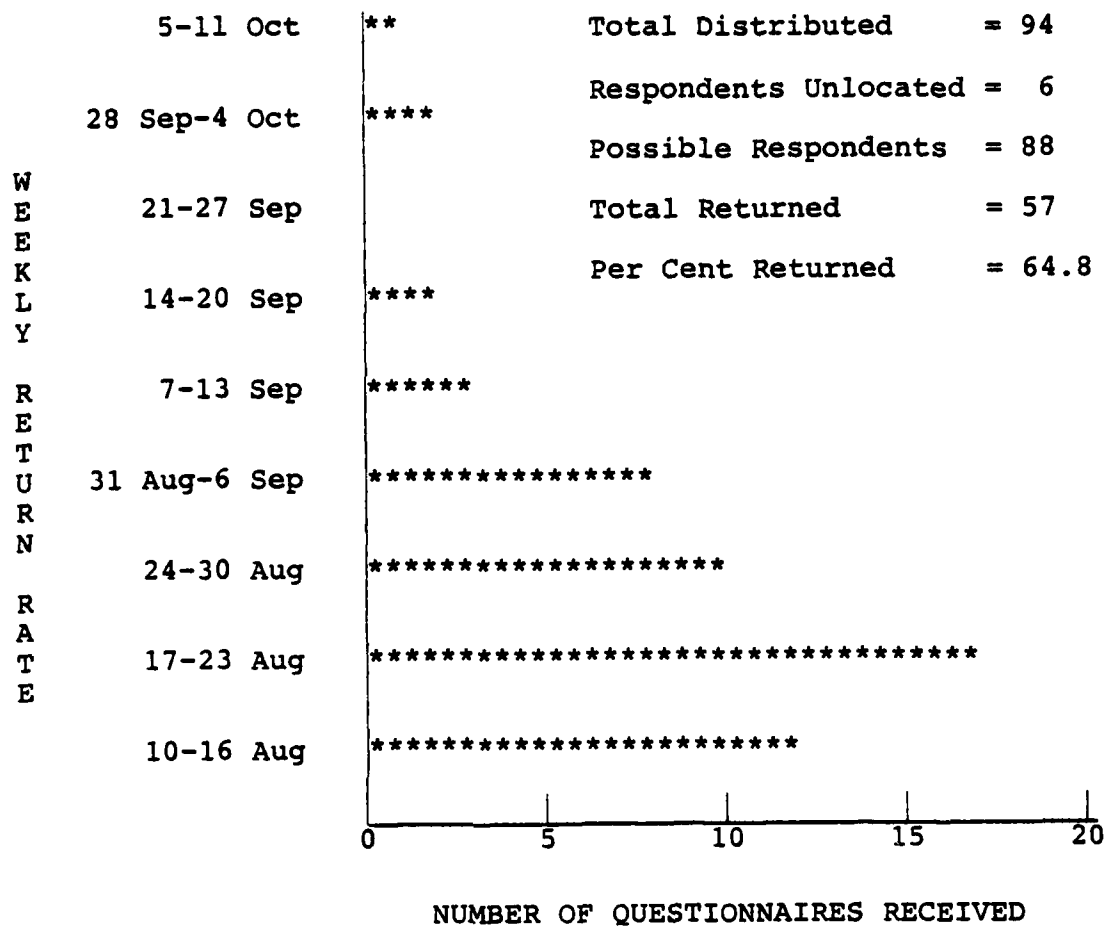 5-11 Oct ** Total Distributed = 94
Respondents Unlocated = 6
28 Sep-4 Oct ****
Possible Respondents = 88
21-27 Sep Total Returned = 57
Per Cent Returned = 64.8
14-20 Sep ****
7-13 Sep ******
31 Aug-6 Sep ****************
24-30 Aug ********************
17-23 Aug **********************************
10-16 Aug ************************
WEEKLY RETURN RATE
0 5 10 15 20
NUMBER OF QUESTIONNAIRES RECEIVED